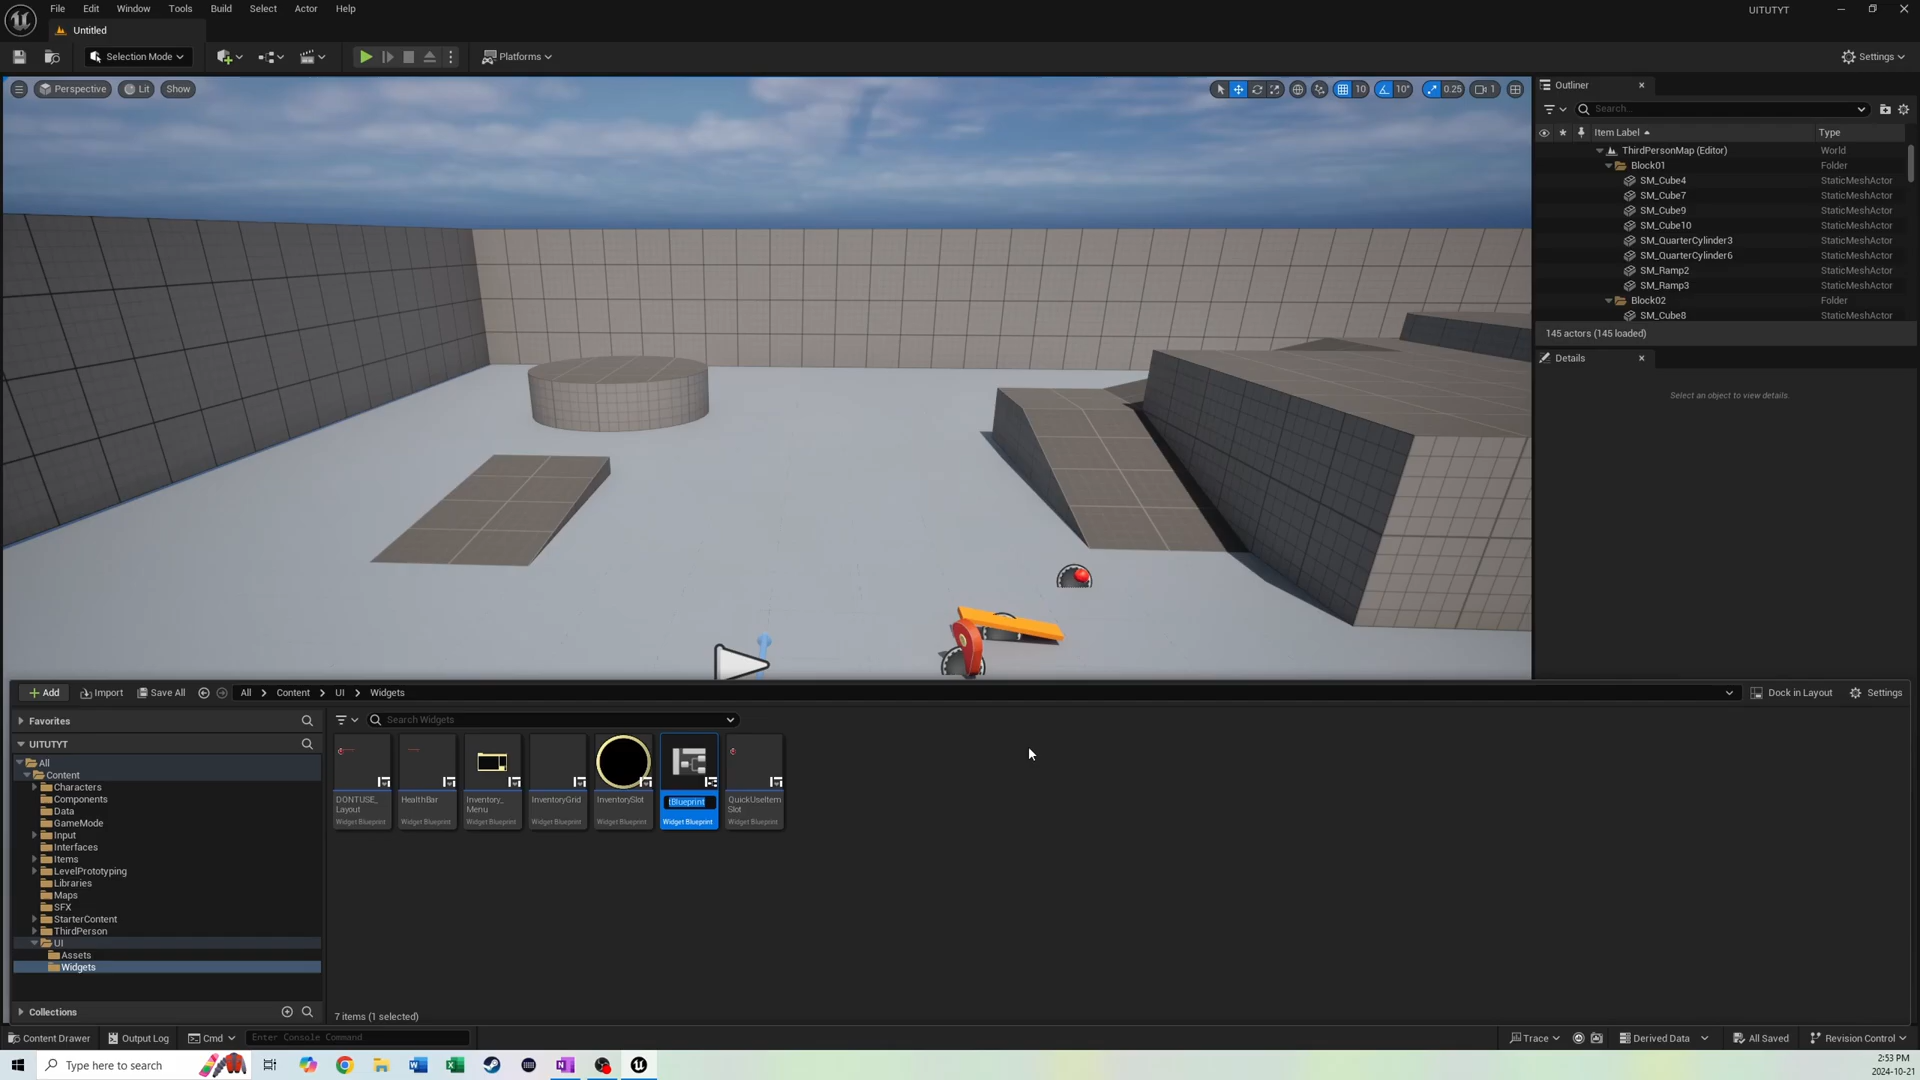 File Edit Window Tools Build Select Actor Help
UITUTYT
Untitled
Selection Mode
Platforms
Settings
Perspective
Lit
Show
10
10°
0.25
1
Outliner
Search...
Item Label
Type
ThirdPersonMap (Editor) World
Block01 Folder
SM_Cube4 StaticMeshActor
SM_Cube7 StaticMeshActor
SM_Cube9 StaticMeshActor
SM_Cube10 StaticMeshActor
SM_QuarterCylinder3 StaticMeshActor
SM_QuarterCylinder6 StaticMeshActor
SM_Ramp2 StaticMeshActor
SM_Ramp3 StaticMeshActor
Block02 Folder
SM_Cube8 StaticMeshActor
145 actors (145 loaded)
Details
Select an object to view details.
Add
Import
Save All
All
Content
UI
Widgets
Dock in Layout
Settings
Favorites
UITUTYT
All
Content
Characters
Components
Data
GameMode
Input
Interfaces
Items
LevelPrototyping
Libraries
Maps
SFX
StarterContent
ThirdPerson
UI
Assets
Widgets
Collections
Search Widgets
DONTUSE_
Layout
Widget Blueprint
HealthBar
Widget Blueprint
Inventory_
Menu
Widget Blueprint
InventoryGrid
Widget Blueprint
InventorySlot
Widget Blueprint
tBlueprint
Widget Blueprint
QuickUseItem
Slot
Widget Blueprint
7 items (1 selected)
Content Drawer
Output Log
Cmd
Enter Console Command
Trace
Derived Data
All Saved
Revision Control
Type here to search
2:53 PM
2024-10-21